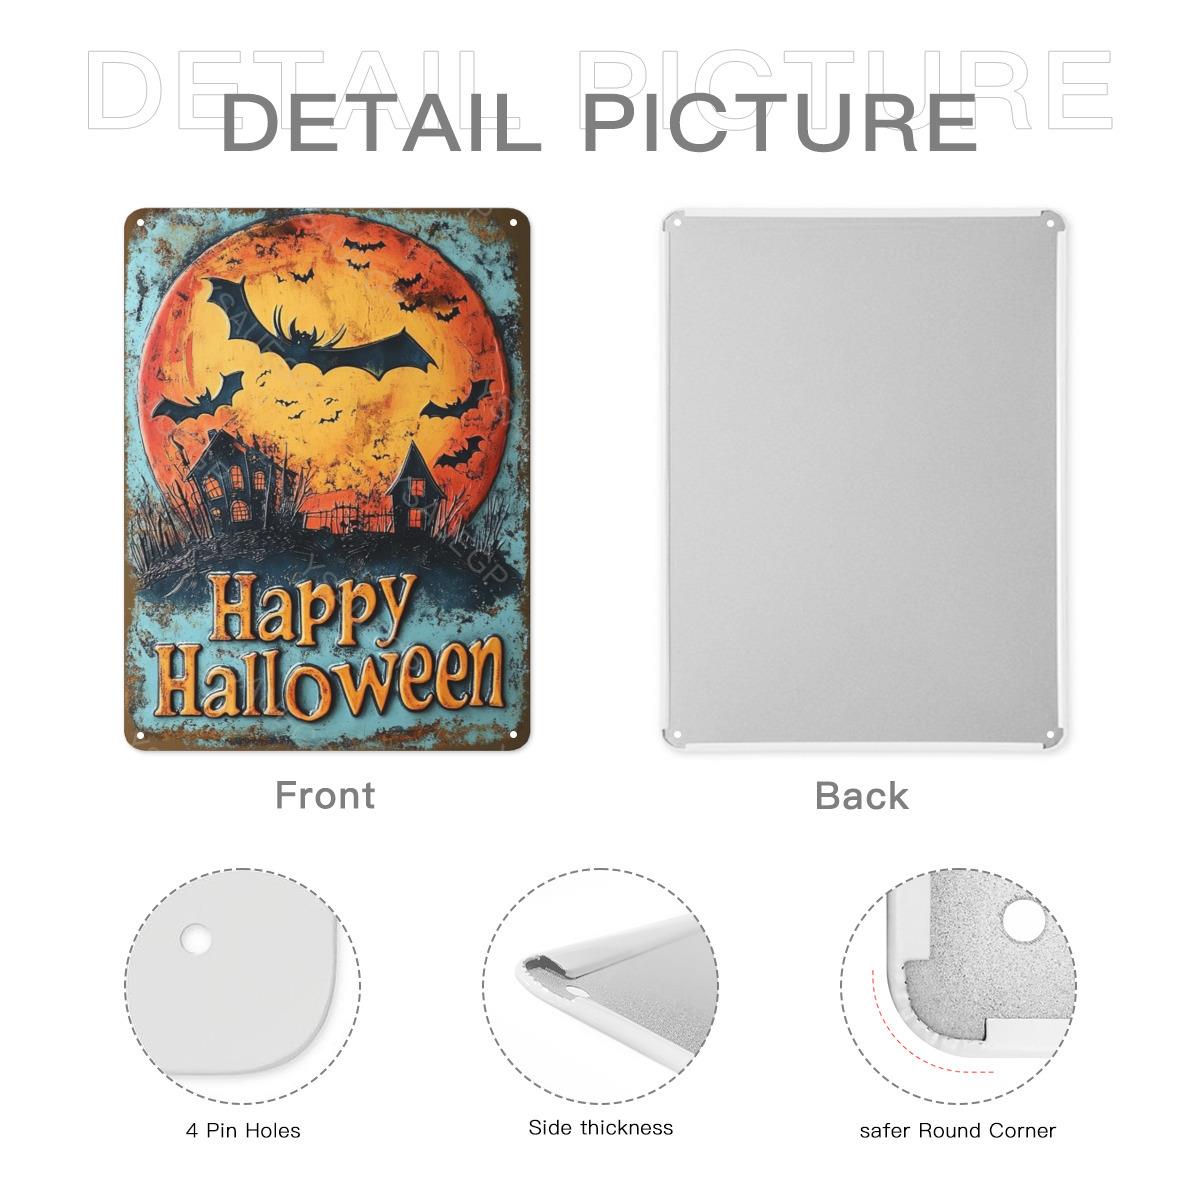 DETAIL PICTURE
DETAIL PICTURE
Happy
Halloween
Front
Back
4 Pin Holes
Side thickness
safer Round Corner